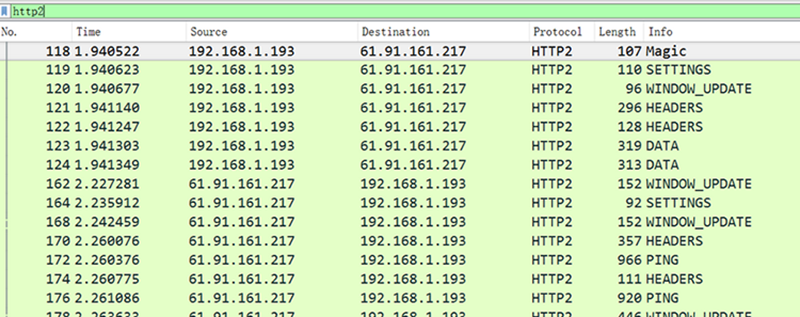 http2
No. Time Source Destination Protocol Length Info
118 1.940522 192.168.1.193 61.91.161.217 HTTP2 107 Magic
119 1.940623 192.168.1.193 61.91.161.217 HTTP2 110 SETTINGS
120 1.940677 192.168.1.193 61.91.161.217 HTTP2 96 WINDOW_UPDATE
121 1.941140 192.168.1.193 61.91.161.217 HTTP2 296 HEADERS
122 1.941247 192.168.1.193 61.91.161.217 HTTP2 128 HEADERS
123 1.941303 192.168.1.193 61.91.161.217 HTTP2 319 DATA
124 1.941349 192.168.1.193 61.91.161.217 HTTP2 313 DATA
162 2.227281 61.91.161.217 192.168.1.193 HTTP2 152 WINDOW_UPDATE
164 2.235912 61.91.161.217 192.168.1.193 HTTP2 92 SETTINGS
168 2.242459 61.91.161.217 192.168.1.193 HTTP2 152 WINDOW_UPDATE
170 2.260076 61.91.161.217 192.168.1.193 HTTP2 357 HEADERS
172 2.260376 61.91.161.217 192.168.1.193 HTTP2 966 PING
174 2.260775 61.91.161.217 192.168.1.193 HTTP2 111 HEADERS
176 2.261086 61.91.161.217 192.168.1.193 HTTP2 920 PING
178 2.263633 61.91.161.217 192.168.1.193 HTTP2 446 WINDOW_UPDATE